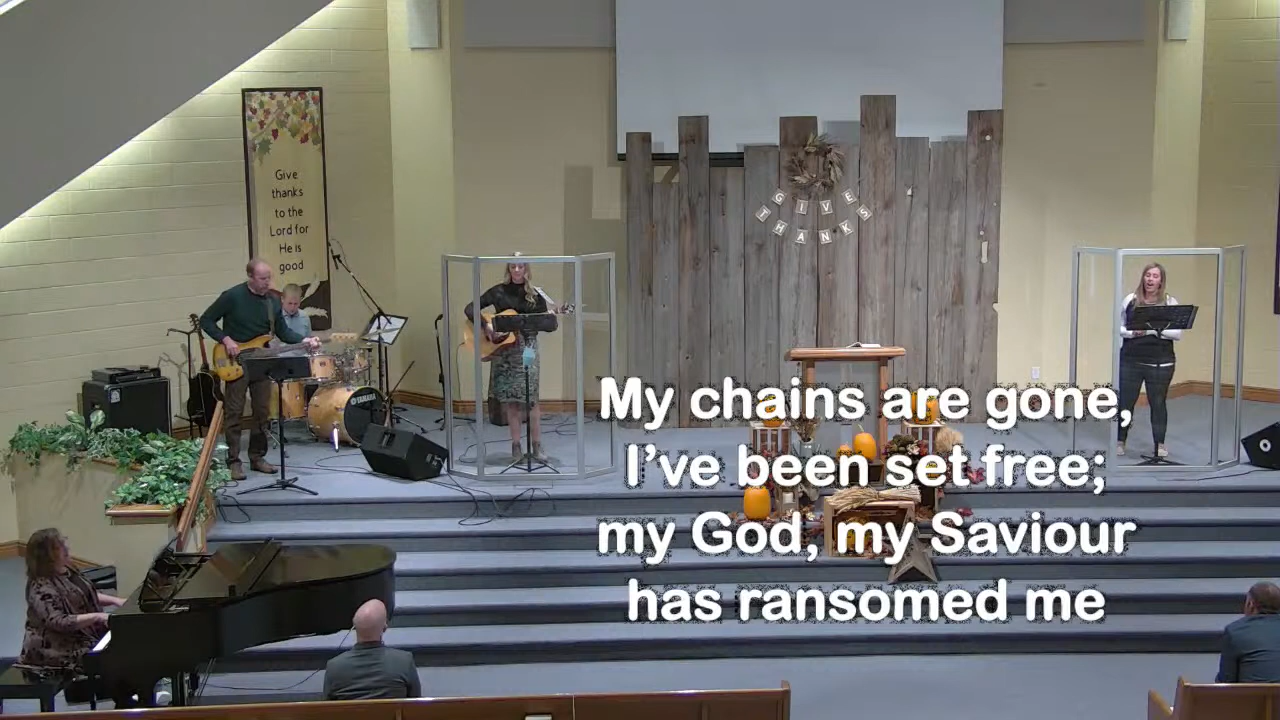 Give
thanks
to the
Lord for
He is
good
GIVE
THANKS
YAMAHA
My chains are gone,
I've been set free;
my God, my Saviour
has ransomed me